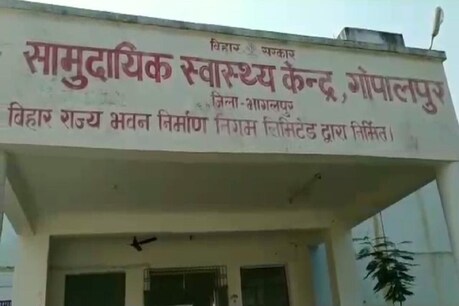 बिहार सरकार
सामुदायिक स्वास्थ्य केन्द्र, गोपालपुर
जिला-भागलपुर
बिहार राज्य भवन निर्माण निगम लिमिटेड द्वारा निर्मित।